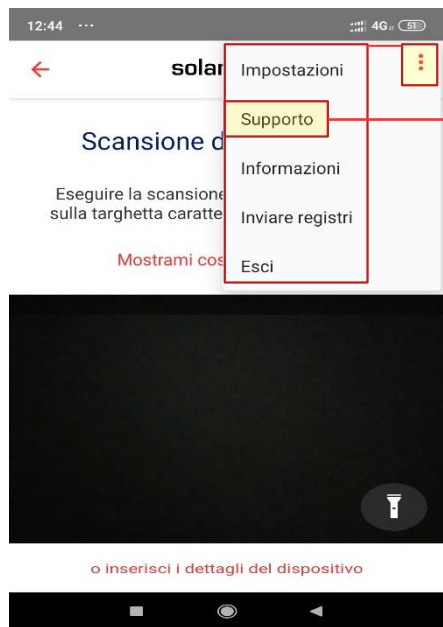 12:44 ...
4G 51
solar
Impostazioni
Supporto
Scansione d
Informazioni
Eseguire la scansione
sulla targhetta caratte
Inviare registri
Mostrami cos
Esci
o inserisci i dettagli del dispositivo